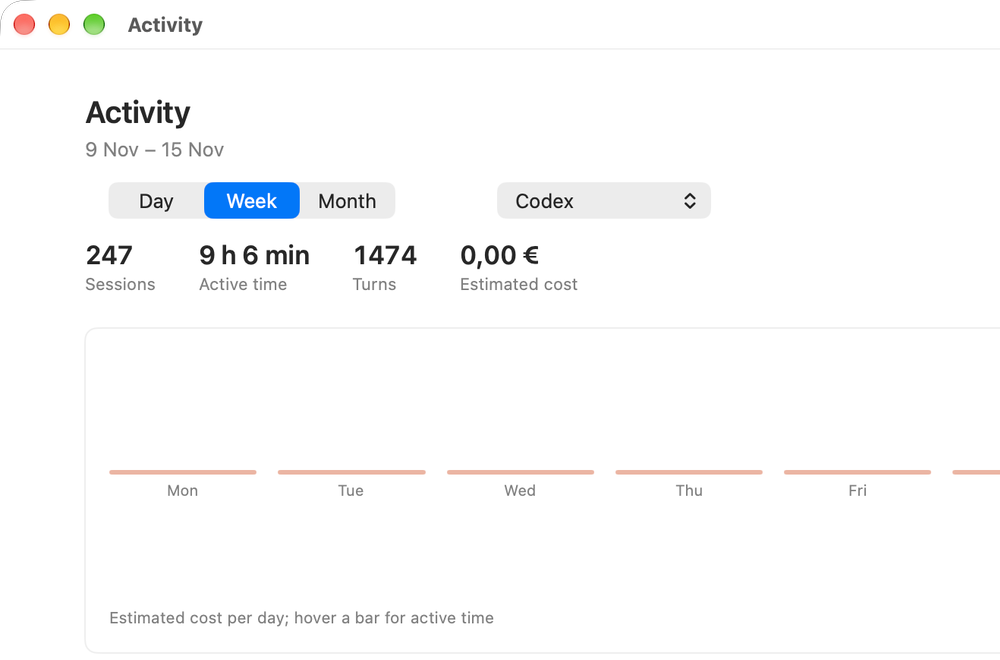 Activity
Activity
9 Nov – 15 Nov
Day Week Month Codex
247 9 h 6 min 1474 0,00 €
Sessions Active time Turns Estimated cost
Mon Tue Wed Thu Fri
Estimated cost per day; hover a bar for active time